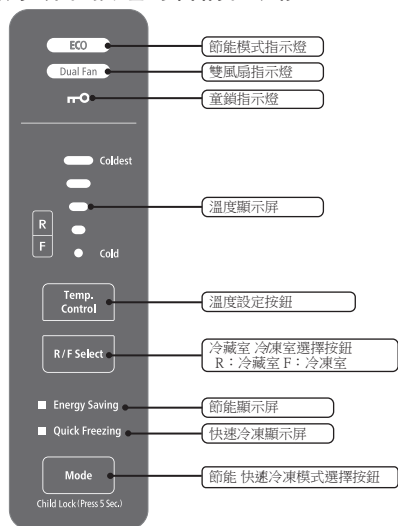 ECO
節能模式指示燈
Dual Fan
雙風扇指示燈
童鎖指示燈
Coldest
溫度顯示屏
R
F
Cold
Temp.
Control
溫度設定按鈕
R/F Select
冷藏室 冷凍室選擇按鈕
R：冷藏室 F：冷凍室
Energy Saving
節能顯示屏
Quick Freezing
快速冷凍顯示屏
Mode
節能 快速冷凍模式選擇按鈕
Child Lock (Press 5 Sec.)